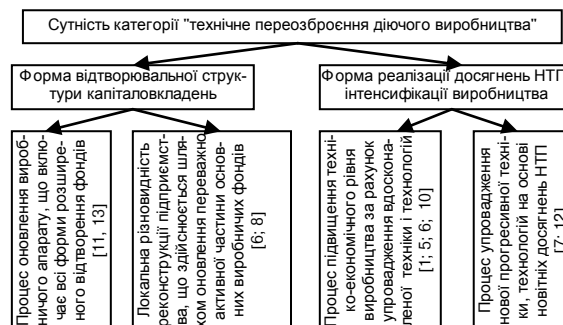 Сутність категорії "технічне переозброєння діючого виробництва"
Форма відтворювальної струк-
тури капіталовкладень
Форма реалізації досягнень НТП
інтенсифікації виробництва
Процес оновлення вироб-
ничого апарату, що вклю-
чає всі форми розшире-
ного відтворення фондів
[11, 13]
Локальна різновидність
реконструкції підприємст-
ва, що здійснюється шля-
хом оновлення переважно
активної частини основ-
них виробничих фондів
[6; 8]
Процес підвищення техні-
ко-економічного рівня
виробництва за рахунок
упровадження вдоскона-
леної техніки і технологій
[1; 5; 6; 10]
Процес упровадження
нової прогресивної техні-
ки, технологій на основі
новітніх досягнень НТП
[7; 12]